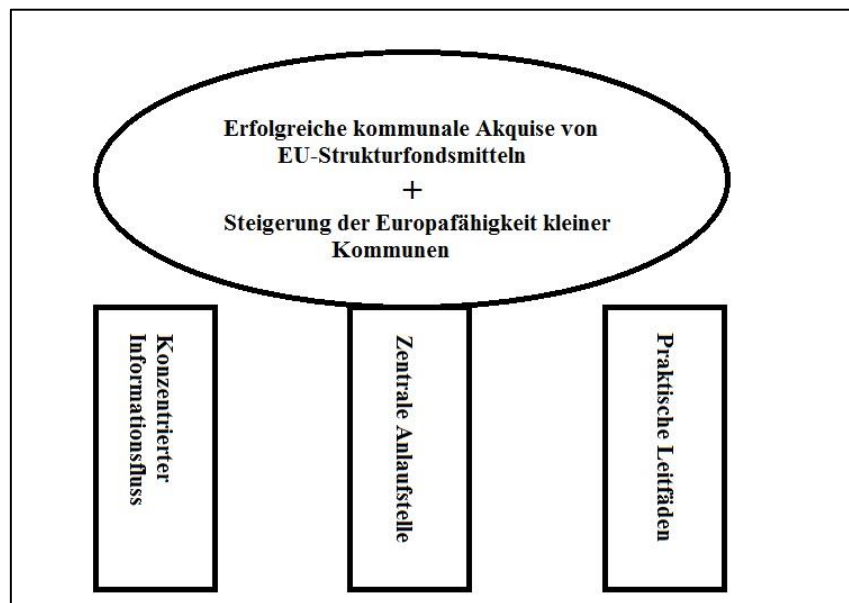 Erfolgreiche kommunale Akquise von
EU-Strukturfondsmitteln
+
Steigerung der Europafähigkeit kleiner
Kommunen
Konzentrierter
Informationsfluss
Zentrale Anlaufstelle
Praktische Leitfäden